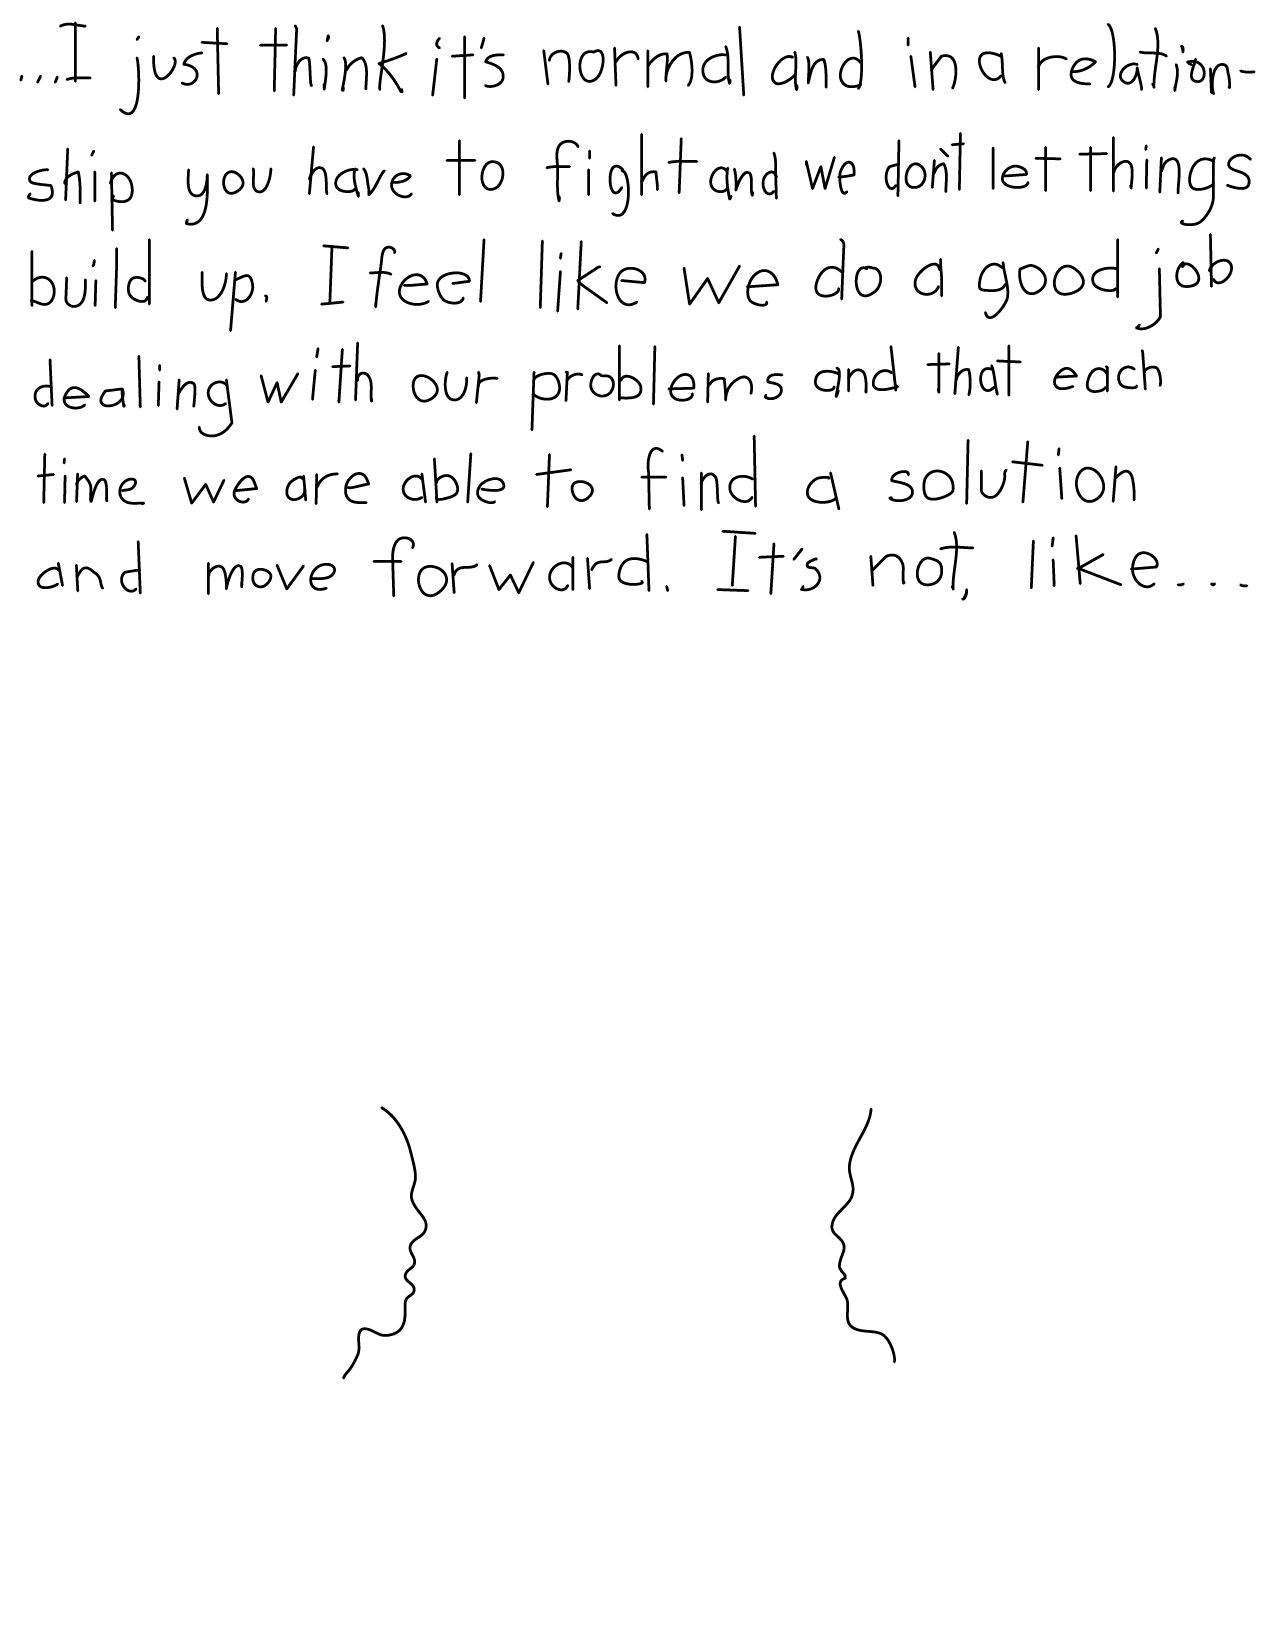 ...I just think it's normal and in a relation-
ship you have to fight and we don't let things
build up. I feel like we do a good job
dealing with our problems and that each
time we are able to find a solution
and move forward. It's not, like...